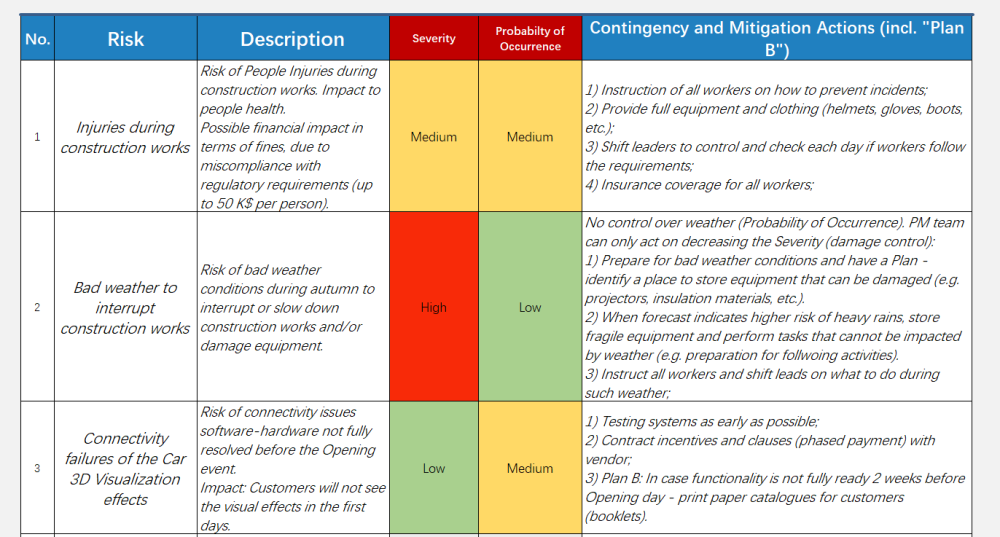 No.
Risk
Description
Severity
Probabilty of
Occurrence
Contingency and Mitigation Actions (incl. "Plan
B")
1
Injuries during
construction works
Risk of People Injuries during
construction works. Impact to
people health.
Possible financial impact in
terms of fines, due to
miscompliance with
regulatory requirements (up
to 50 K$ per person).
Medium
Medium
1) Instruction of all workers on how to prevent incidents;
2) Provide full equipment and clothing (helmets, gloves, boots,
etc.);
3) Shift leaders to control and check each day if workers follow
the requirements;
4) Insurance coverage for all workers;
2
Bad weather to
interrupt
construction works
Risk of bad weather
conditions during autumn to
interrupt or slow down
construction works and/or
damage equipment.
High
Low
No control over weather (Probability of Occurrence). PM team
can only act on decreasing the Severity (damage control):
1) Prepare for bad weather conditions and have a Plan -
identify a place to store equipment that can be damaged (e.g.
projectors, insulation materials, etc.).
2) When forecast indicates higher risk of heavy rains, store
fragile equipment and perform tasks that cannot be impacted
by weather (e.g. preparation for follwoing activities).
3) Instruct all workers and shift leads on what to do during
such weather;
3
Connectivity
failures of the Car
3D Visualization
effects
Risk of connectivity issues
software-hardware not fully
resolved before the Opening
event.
Impact: Customers will not see
the visual effects in the first
days.
Low
Medium
1) Testing systems as early as possible;
2) Contract incentives and clauses (phased payment) with
vendor;
3) Plan B: In case functionality is not fully ready 2 weeks before
Opening day - print paper catalogues for customers
(booklets).